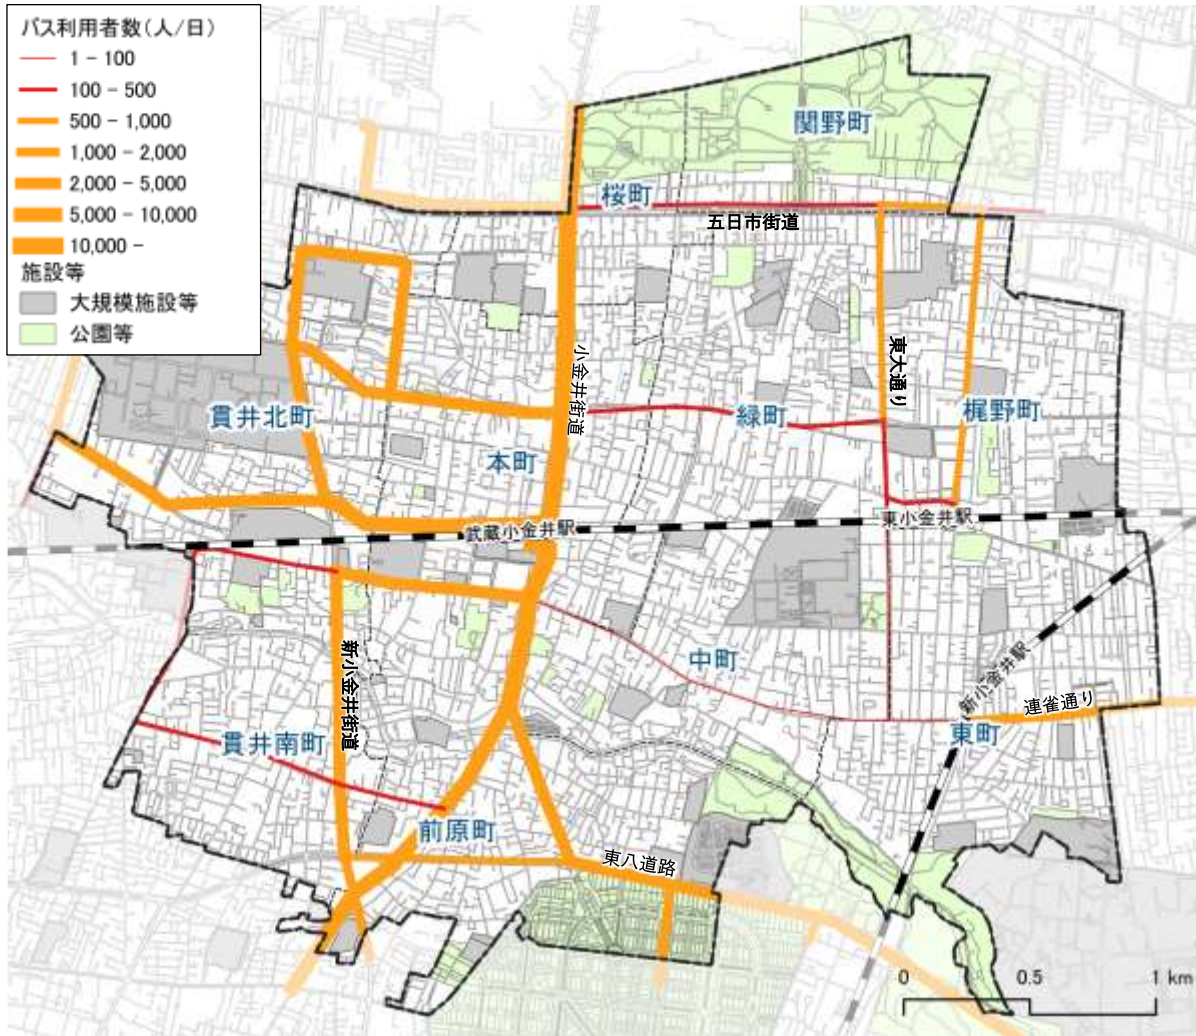 バス利用者数(人/日)
1 - 100
100 - 500
500 - 1,000
1,000 - 2,000
2,000 - 5,000
5,000 - 10,000
10,000 -
施設等
大規模施設等
公園等
関野町
桜町
五日市街道
小金井街道
東大通り
貫井北町
緑町
梶野町
本町
武蔵小金井駅
東小金井駅
新小金井街道
中町
新小金井駅
連雀通り
貫井南町
東町
前原町
東八道路
0 0.5 1 km